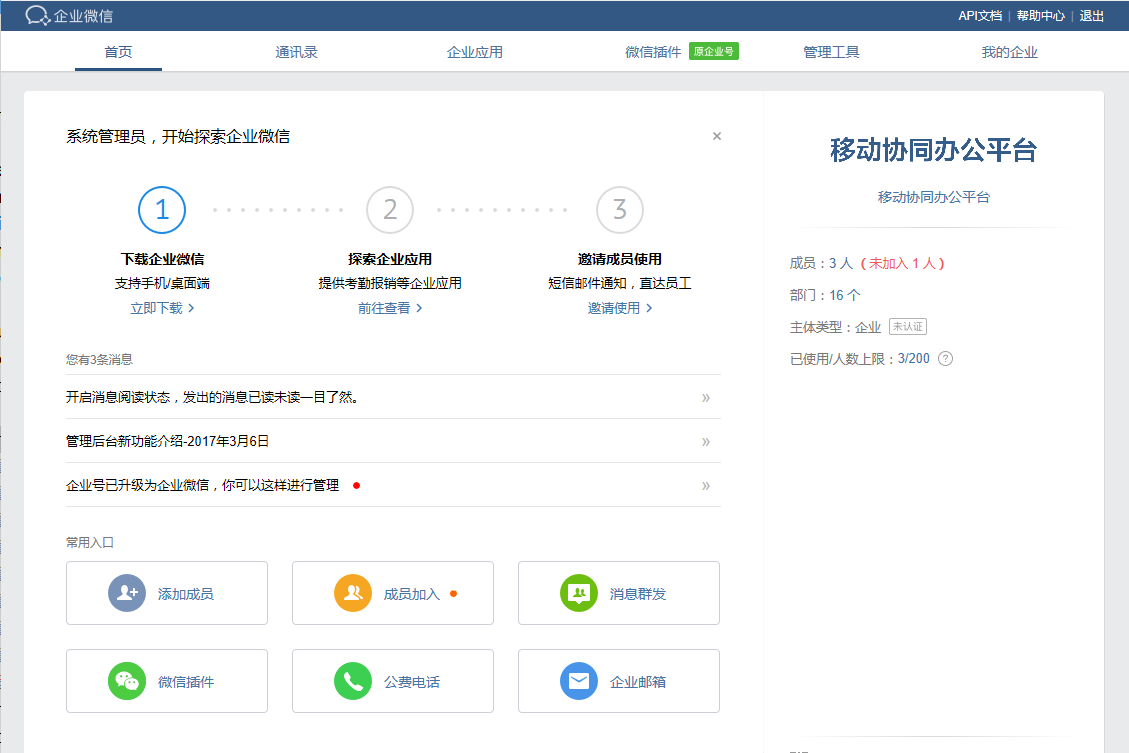 企业微信
API文档 | 帮助中心 | 退出
首页 通讯录 企业应用 微信插件 原企业号 管理工具 我的企业
系统管理员，开始探索企业微信
×
1 2 3
下载企业微信 探索企业应用 邀请成员使用
支持手机/桌面端 提供考勤报销等企业应用 短信邮件通知，直达员工
立即下载 > 前往查看 > 邀请使用 >
您有3条消息
开启消息阅读状态，发出的消息已读未读一目了然。 »
管理后台新功能介绍-2017年3月6日 »
企业号已升级为企业微信，你可以这样进行管理 »
常用入口
添加成员 成员加入 消息群发
微信插件 公费电话 企业邮箱
移动协同办公平台
移动协同办公平台
成员：3 人（未加入 1 人）
部门：16 个
主体类型：企业 未认证
已使用/人数上限：3/200 ?